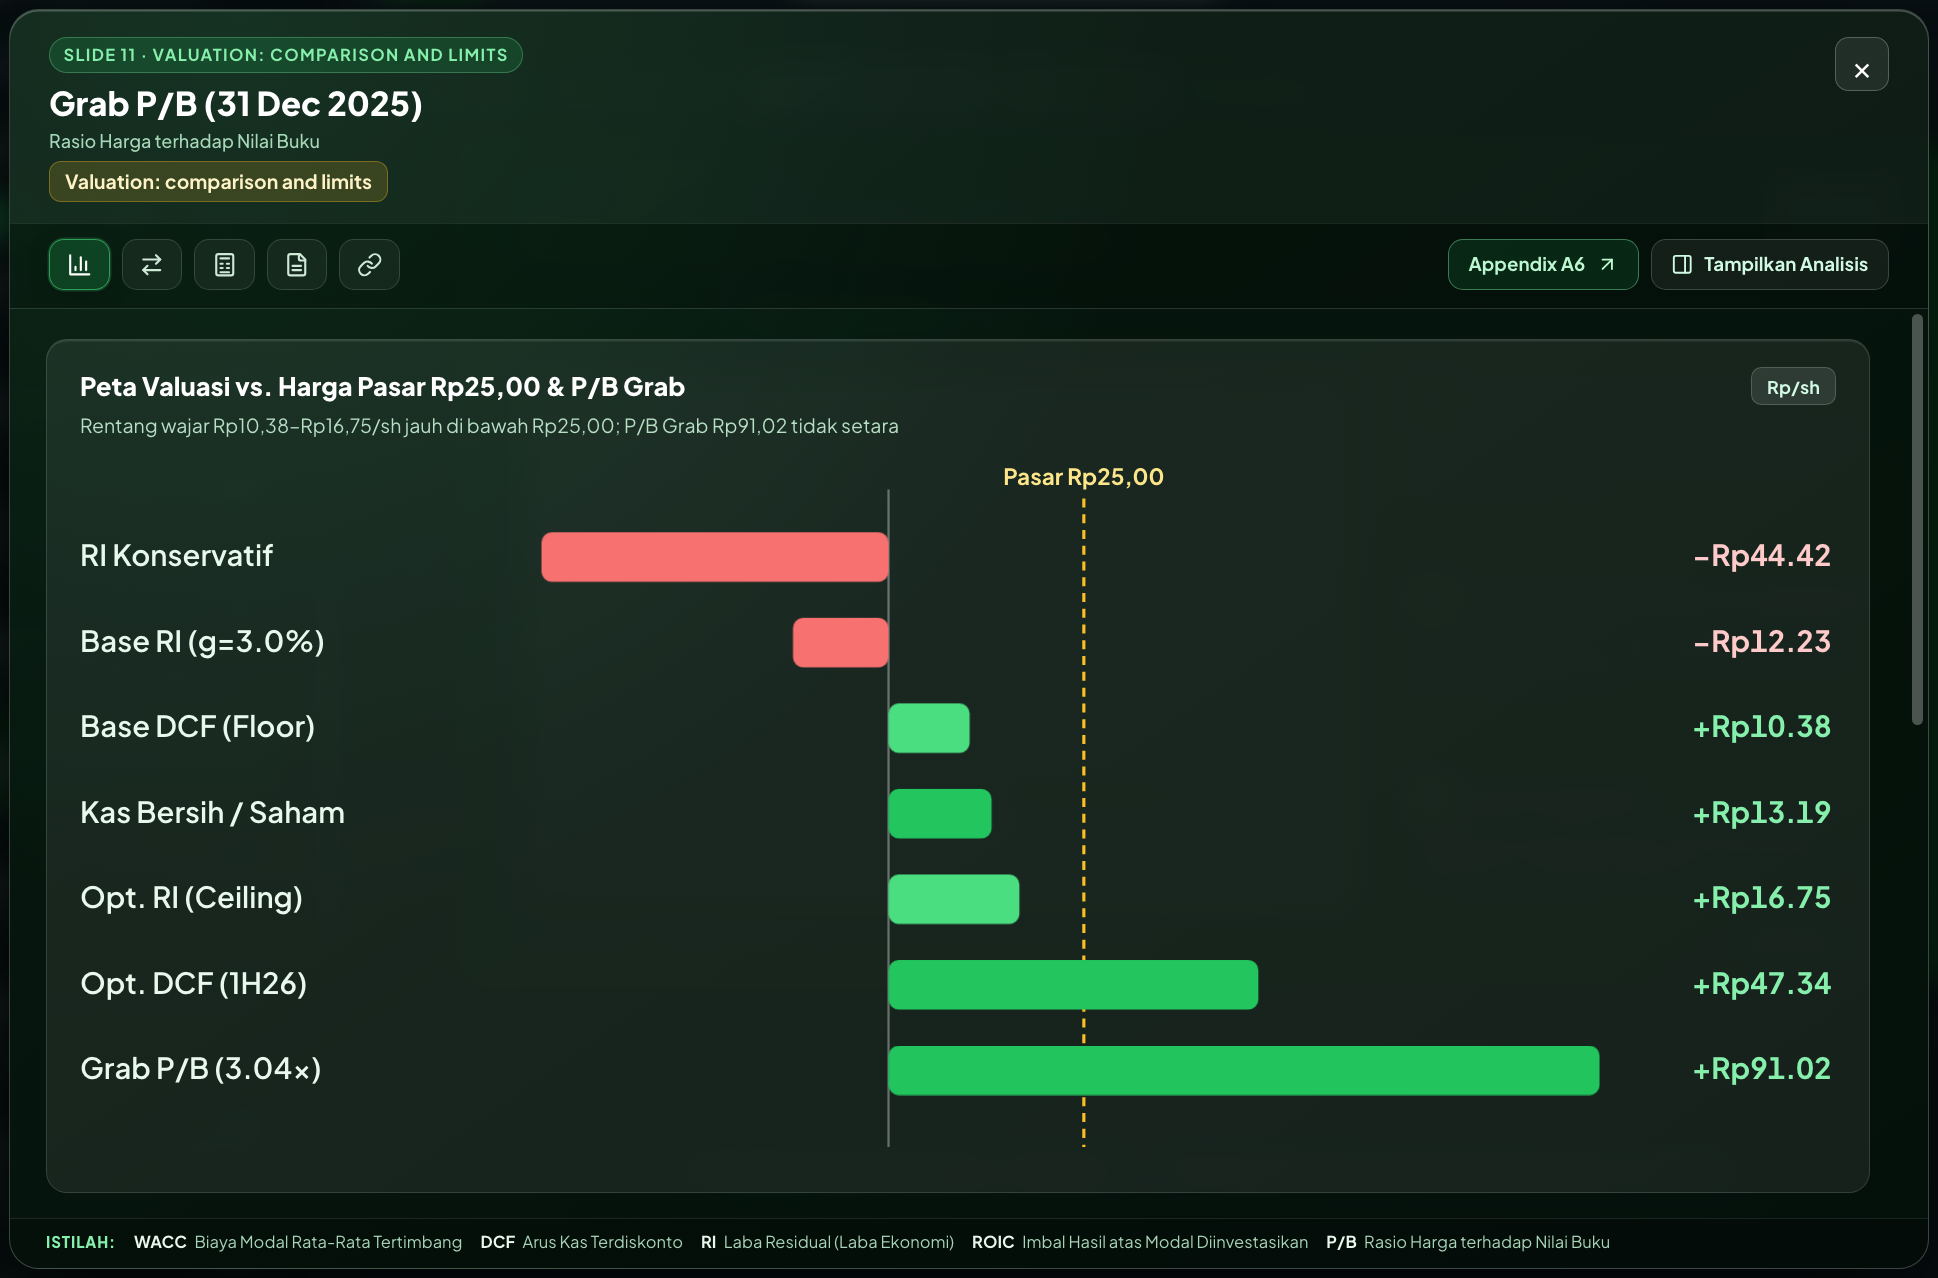 SLIDE 11 · VALUATION: COMPARISON AND LIMITS
Grab P/B (31 Dec 2025)
Rasio Harga terhadap Nilai Buku
Valuation: comparison and limits
Appendix A6
Tampilkan Analisis
Peta Valuasi vs. Harga Pasar Rp25,00 & P/B Grab
Rp/sh
Rentang wajar Rp10,38–Rp16,75/sh jauh di bawah Rp25,00; P/B Grab Rp91,02 tidak setara
Pasar Rp25,00
RI Konservatif −Rp44.42
Base RI (g=3.0%) −Rp12.23
Base DCF (Floor) +Rp10.38
Kas Bersih / Saham +Rp13.19
Opt. RI (Ceiling) +Rp16.75
Opt. DCF (1H26) +Rp47.34
Grab P/B (3.04×) +Rp91.02
ISTILAH: WACC Biaya Modal Rata-Rata Tertimbang DCF Arus Kas Terdiskonto RI Laba Residual (Laba Ekonomi) ROIC Imbal Hasil atas Modal Diinvestasikan P/B Rasio Harga terhadap Nilai Buku